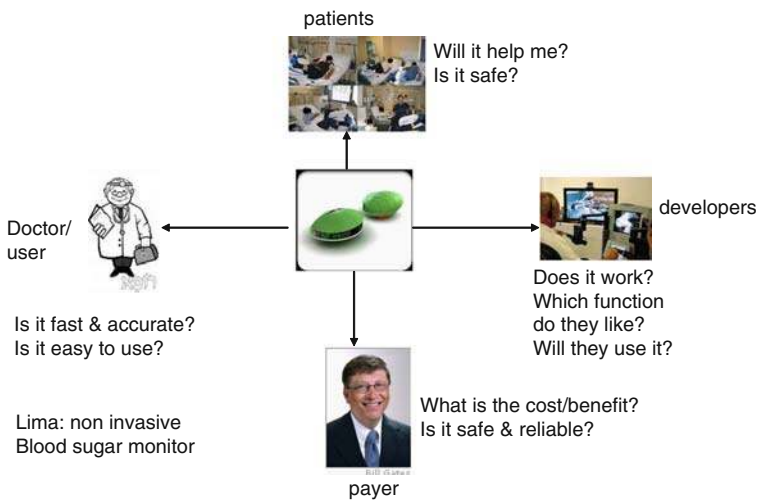 patients
Will it help me?
Is it safe?
Doctor/
user
developers
Is it fast & accurate?
Is it easy to use?
Does it work?
Which function
do they like?
Will they use it?
Lima: non invasive
Blood sugar monitor
What is the cost/benefit?
Is it safe & reliable?
Bill Gates
payer